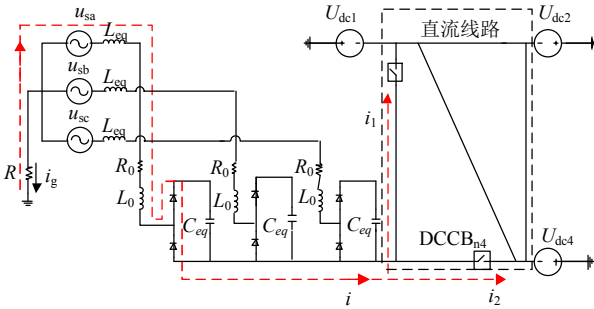 u_sa
L_eq
u_sb
L_eq
u_sc
L_eq
R
i_g
R_0
L_0
C_eq
R_0
L_0
C_eq
R_0
L_0
C_eq
U_dc1
直流线路
U_dc2
i_1
DCCB_n4
U_dc4
i
i_2